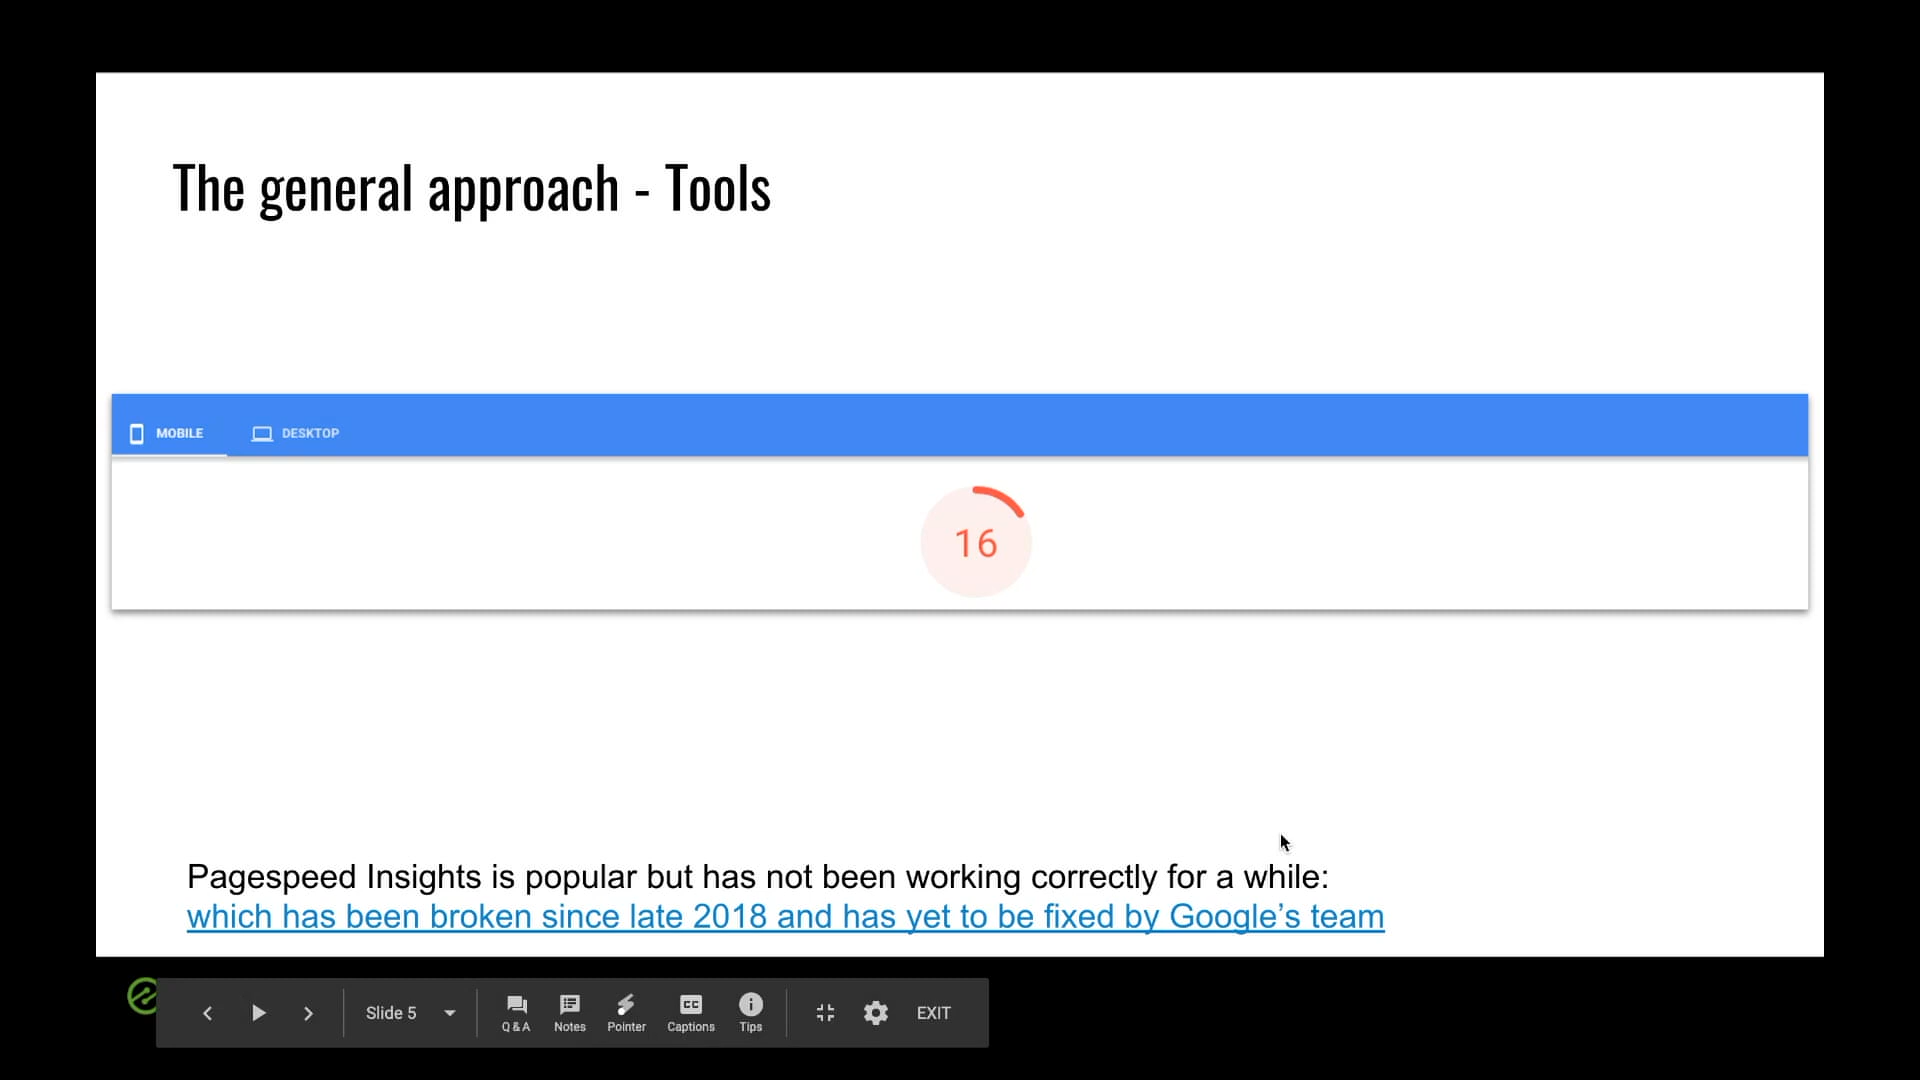 The general approach - Tools
MOBILE DESKTOP
16
Pagespeed Insights is popular but has not been working correctly for a while:
which has been broken since late 2018 and has yet to be fixed by Google’s team
Slide 5 Q & A Notes Pointer Captions Tips EXIT